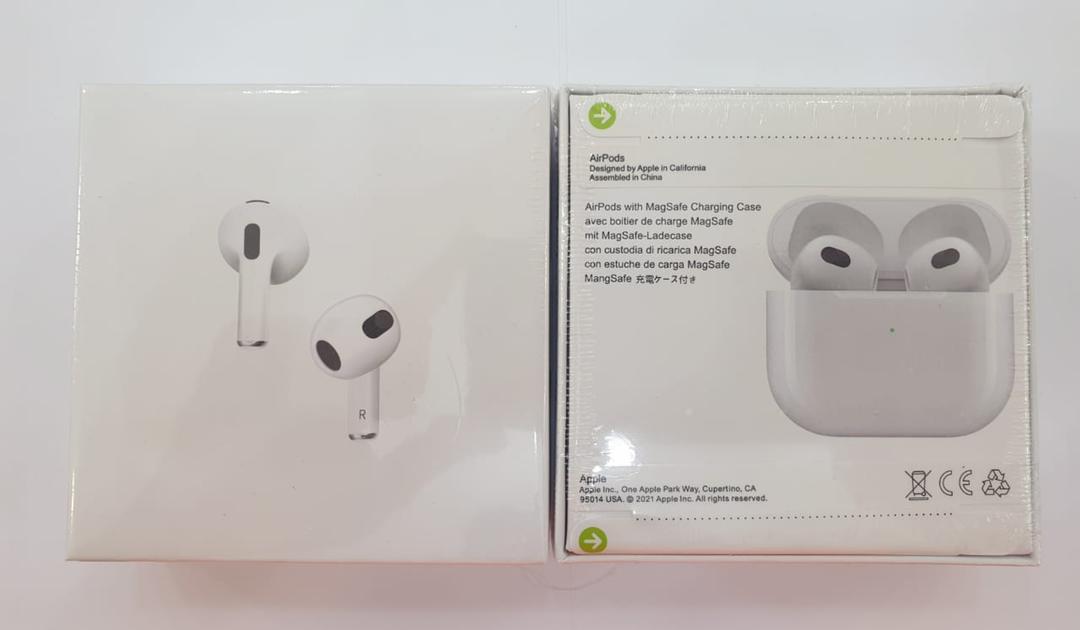 R
AirPods
Designed by Apple in California
Assembled in China
AirPods with MagSafe Charging Case
avec boitier de charge MagSafe
mit MagSafe-Ladecase
con custodia di ricarica MagSafe
con estuche de carga MagSafe
MangSafe 充電ケース付き
Apple
Apple Inc., One Apple Park Way, Cupertino, CA
95014 USA. © 2021 Apple Inc. All rights reserved.
CE